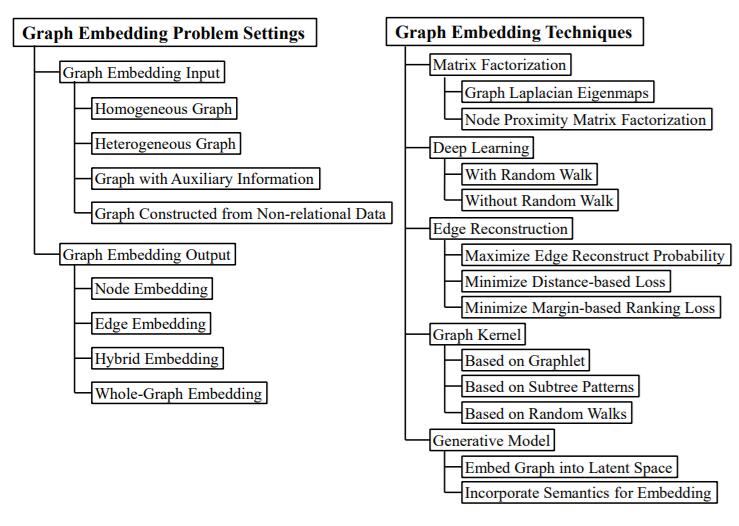 Graph Embedding Problem Settings
Graph Embedding Input
Homogeneous Graph
Heterogeneous Graph
Graph with Auxiliary Information
Graph Constructed from Non-relational Data
Graph Embedding Output
Node Embedding
Edge Embedding
Hybrid Embedding
Whole-Graph Embedding
Graph Embedding Techniques
Matrix Factorization
Graph Laplacian Eigenmaps
Node Proximity Matrix Factorization
Deep Learning
With Random Walk
Without Random Walk
Edge Reconstruction
Maximize Edge Reconstruct Probability
Minimize Distance-based Loss
Minimize Margin-based Ranking Loss
Graph Kernel
Based on Graphlet
Based on Subtree Patterns
Based on Random Walks
Generative Model
Embed Graph into Latent Space
Incorporate Semantics for Embedding